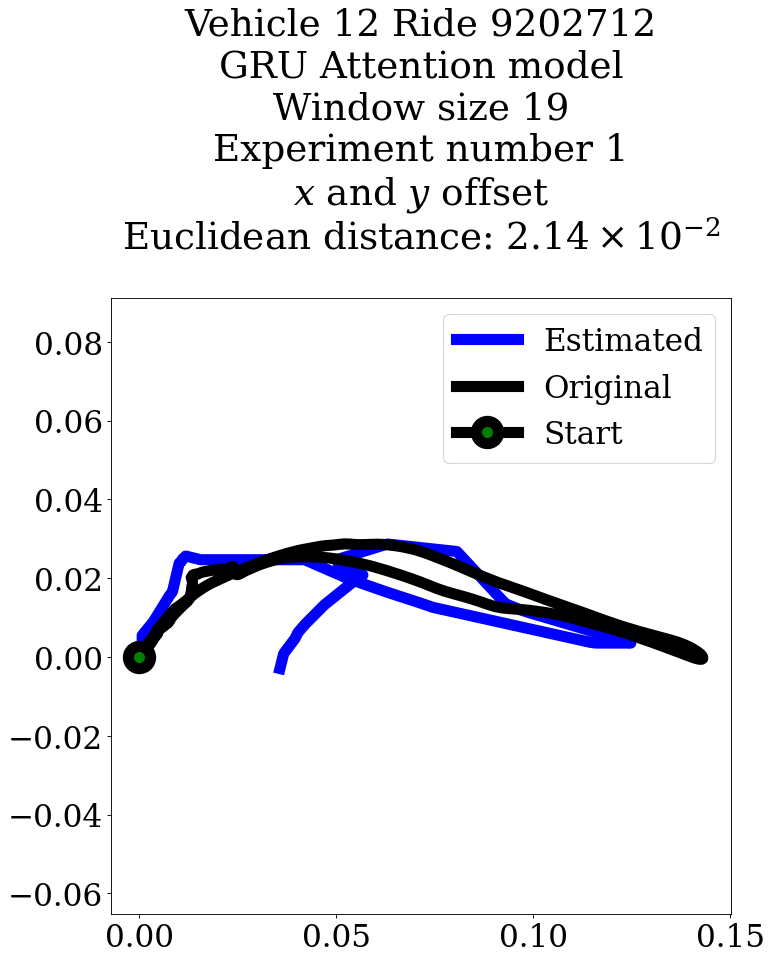 Vehicle 12 Ride 9202712
GRU Attention model
Window size 19
Experiment number 1
x and y offset
Euclidean distance: 2.14 × 10⁻²
Estimated
Original
Start
0.08
0.06
0.04
0.02
0.00
−0.02
−0.04
−0.06
0.00 0.05 0.10 0.15